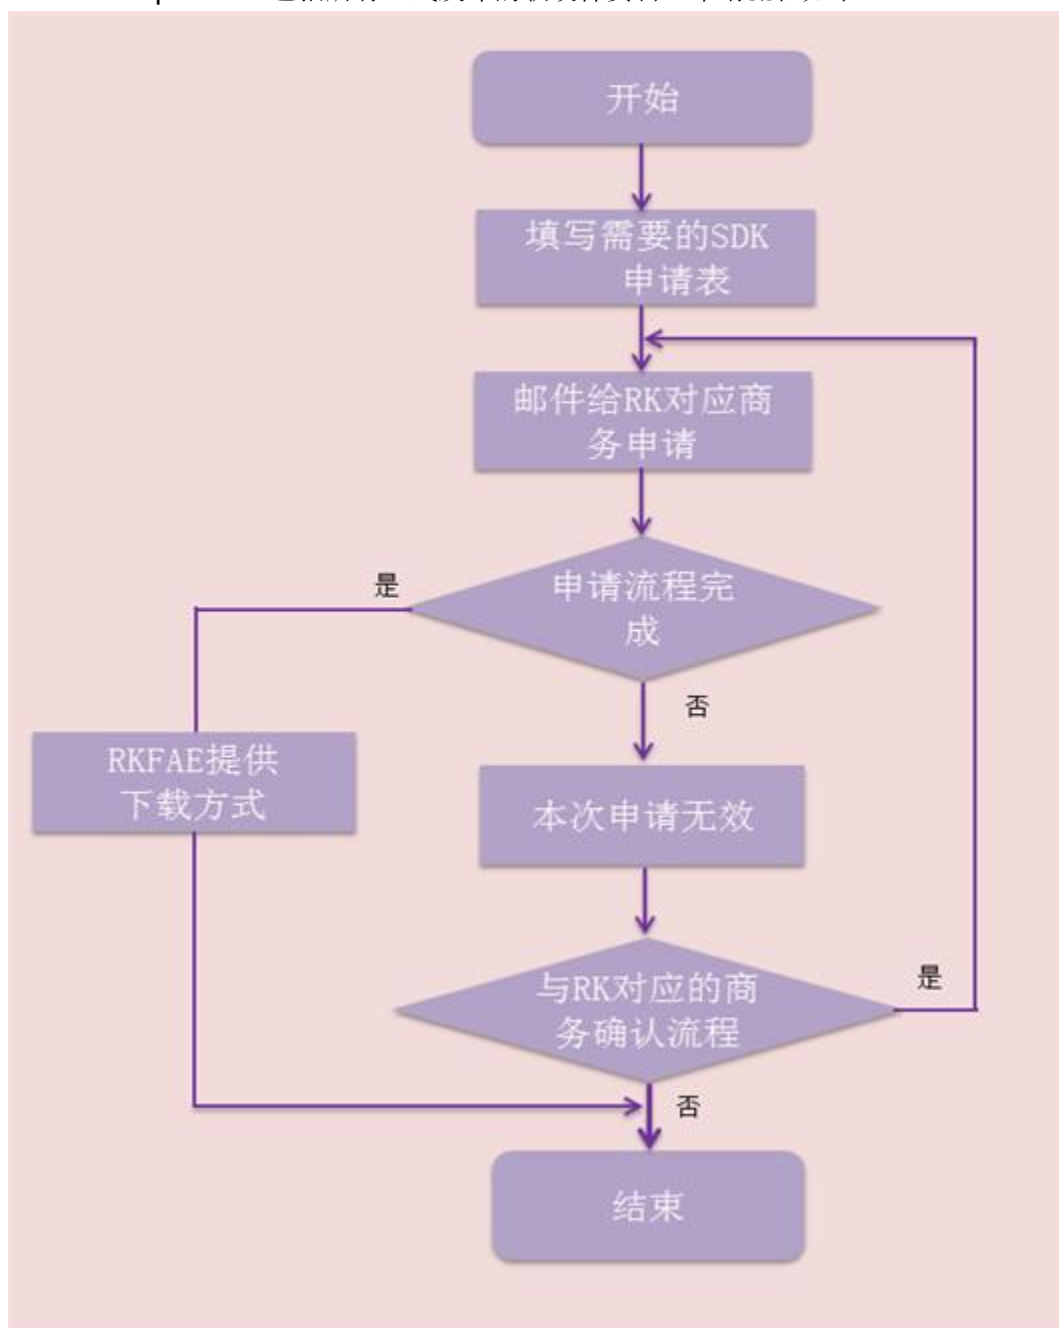 开始
填写需要的SDK
申请表
邮件给RK对应商
务申请
申请流程完
成
是
否
RKFAE提供
下载方式
本次申请无效
与RK对应的商
务确认流程
是
否
结束